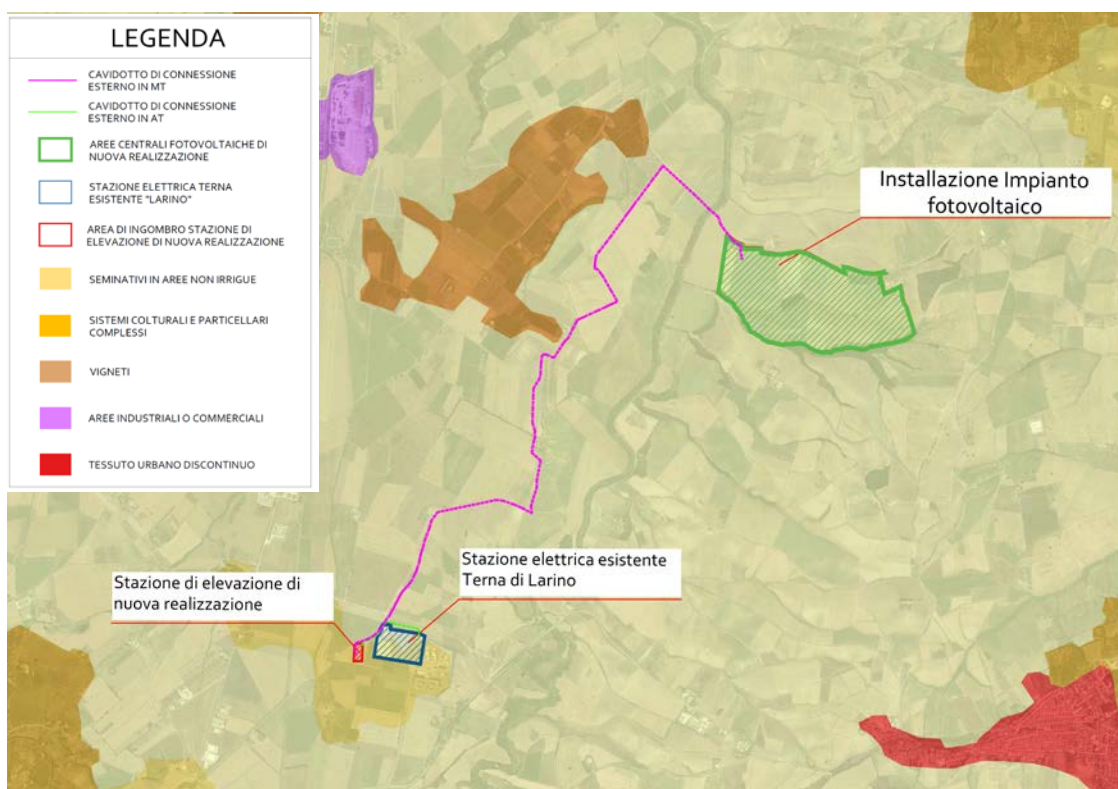 LEGENDA
CAVIDOTTO DI CONNESSIONE
ESTERNO IN MT
CAVIDOTTO DI CONNESSIONE
ESTERNO IN AT
AREE CENTRALI FOTOVOLTAICHE DI
NUOVA REALIZZAZIONE
STAZIONE ELETTRICA TERNA
ESISTENTE "LARINO"
AREA DI INGOMBRO STAZIONE DI
ELEVAZIONE DI NUOVA REALIZZAZIONE
SEMINATIVI IN AREE NON IRRIGUE
SISTEMI COLTURALI E PARTICELLARI
COMPLESSI
VIGNETI
AREE INDUSTRIALI O COMMERCIALI
TESSUTO URBANO DISCONTINUO
Installazione Impianto
fotovoltaico
Stazione elettrica esistente
Terna di Larino
Stazione di elevazione di
nuova realizzazione